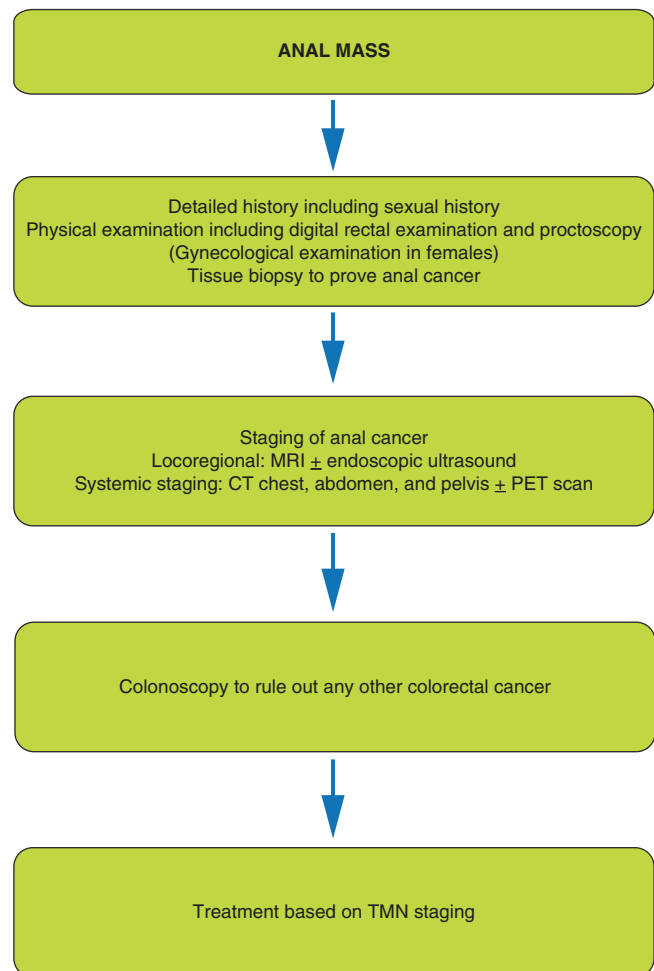 ANAL MASS
Detailed history including sexual history
Physical examination including digital rectal examination and proctoscopy
(Gynecological examination in females)
Tissue biopsy to prove anal cancer
Staging of anal cancer
Locoregional: MRI ± endoscopic ultrasound
Systemic staging: CT chest, abdomen, and pelvis ± PET scan
Colonoscopy to rule out any other colorectal cancer
Treatment based on TMN staging